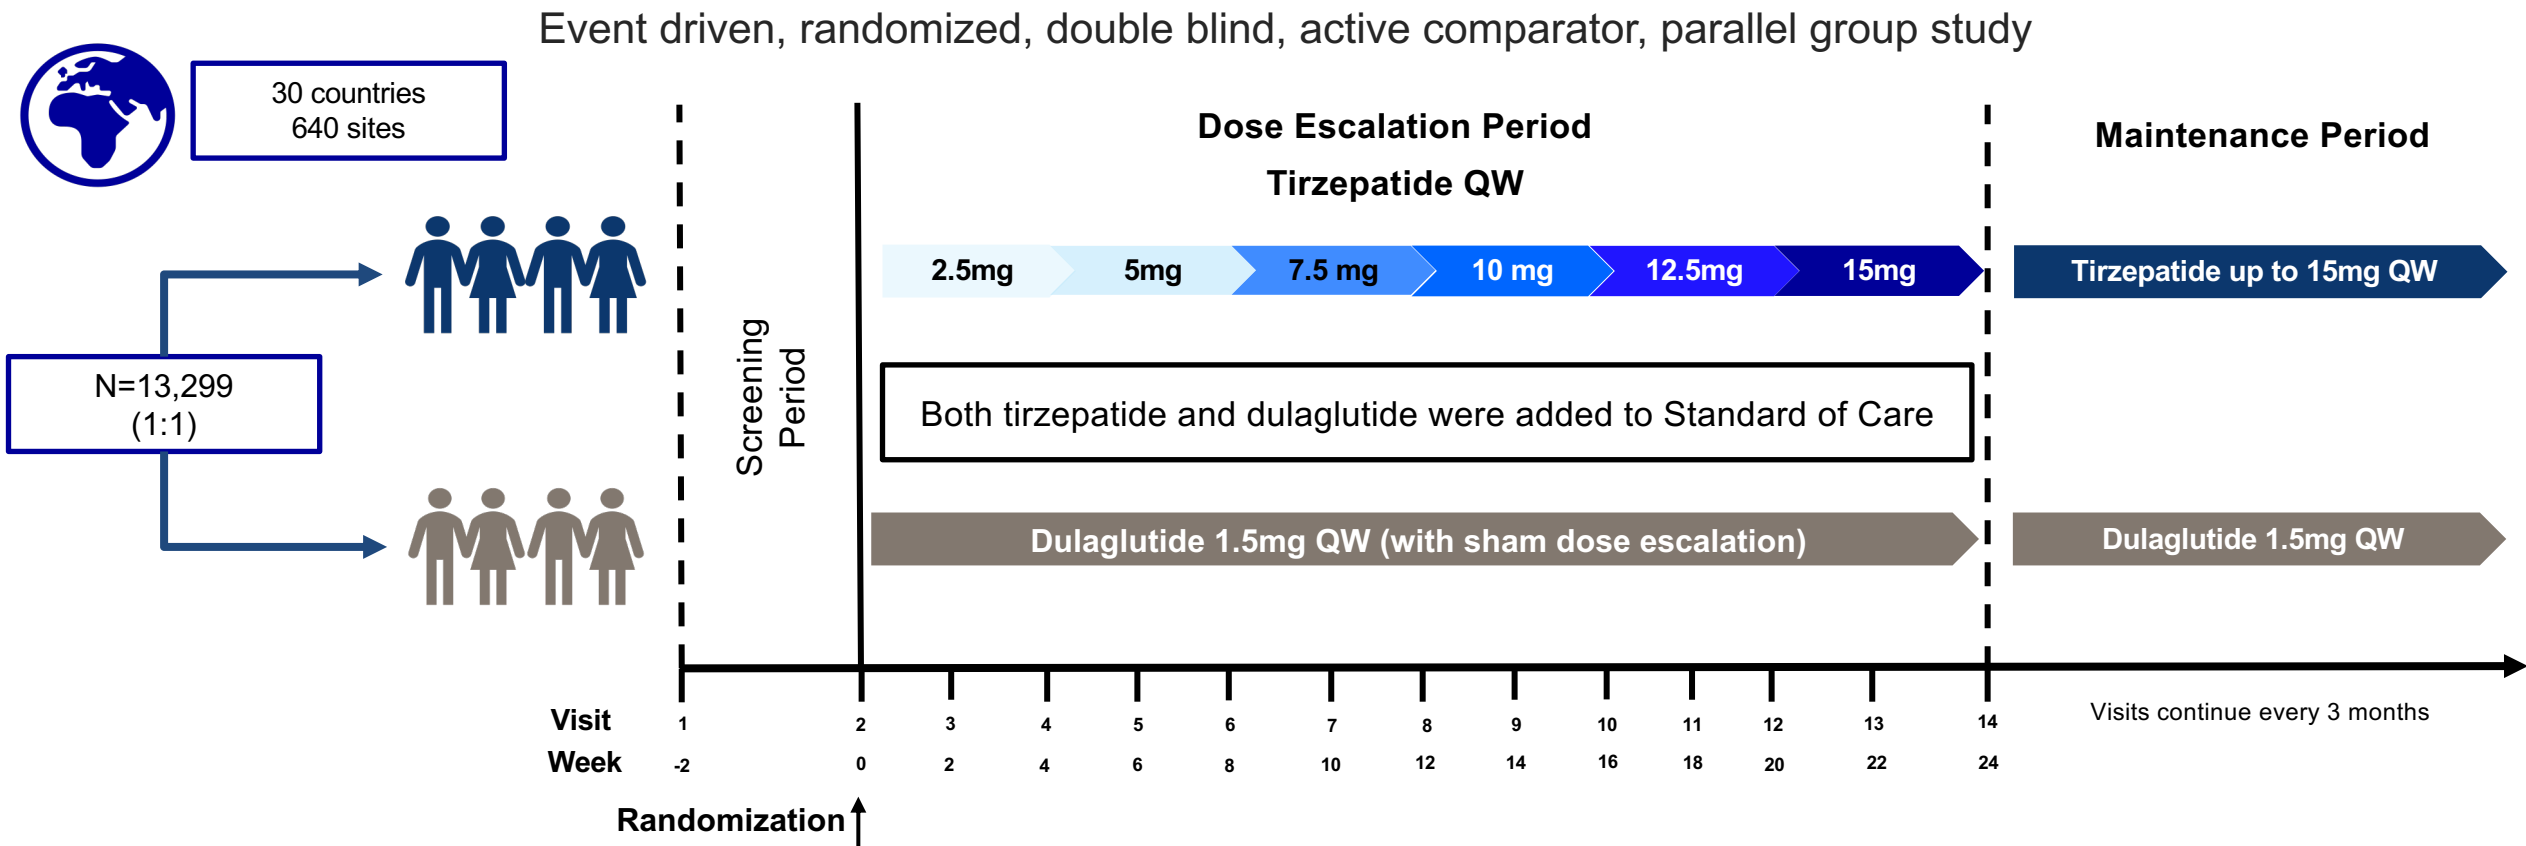 Event driven, randomized, double blind, active comparator, parallel group study
30 countries
640 sites
Dose Escalation Period
Tirzepatide QW
Maintenance Period
2.5mg 5mg 7.5 mg 10 mg 12.5mg 15mg
Tirzepatide up to 15mg QW
Screening
Period
N=13,299
(1:1)
Both tirzepatide and dulaglutide were added to Standard of Care
Dulaglutide 1.5mg QW (with sham dose escalation)
Dulaglutide 1.5mg QW
Visit 1 2 3 4 5 6 7 8 9 10 11 12 13 14
Visits continue every 3 months
Week -2 0 2 4 6 8 10 12 14 16 18 20 22 24
Randomization